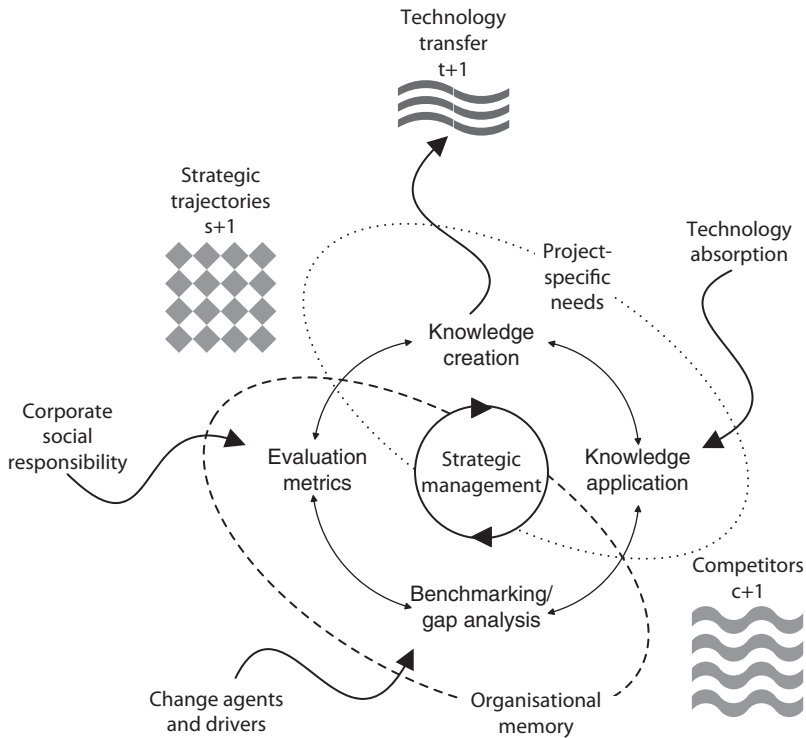 Technology
transfer
t+1
Strategic
trajectories
s+1
Technology
absorption
Project-
specific
needs
Knowledge
creation
Corporate
social
responsibility
Evaluation
metrics
Strategic
management
Knowledge
application
Competitors
c+1
Benchmarking/
gap analysis
Change agents
and drivers
Organisational
memory